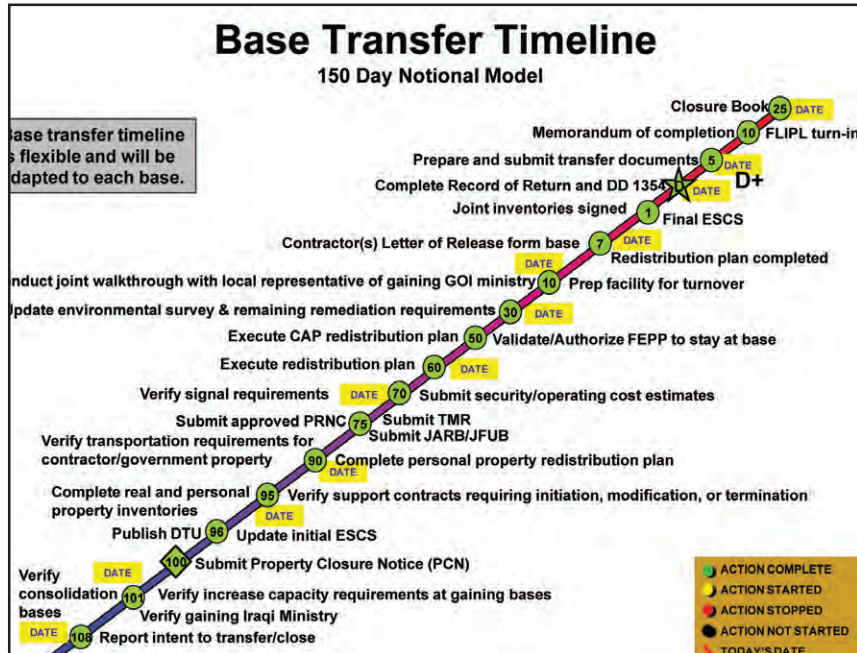 Base Transfer Timeline
150 Day Notional Model
Base transfer timeline
is flexible and will be
adapted to each base.
Closure Book 25 DATE
Memorandum of completion 10 FLIPL turn-in
Prepare and submit transfer documents 5 DATE
Complete Record of Return and DD 1354 D DATE D+
Joint inventories signed 1 Final ESCS
Contractor(s) Letter of Release form base 7 DATE
Redistribution plan completed
DATE
nduct joint walkthrough with local representative of gaining GOI ministry 10 Prep facility for turnover
Update environmental survey & remaining remediation requirements 30 DATE
Execute CAP redistribution plan 50 Validate/Authorize FEPP to stay at base
Execute redistribution plan 60 DATE
Verify signal requirements DATE 70 Submit security/operating cost estimates
Submit approved PRNC 75 Submit TMR
Submit JARB/JFUB
Verify transportation requirements for
contractor/government property 90 Complete personal property redistribution plan
DATE
Complete real and personal
property inventories 95 Verify support contracts requiring initiation, modification, or termination
DATE
Publish DTU 96 Update initial ESCS
100 Submit Property Closure Notice (PCN)
Verify
consolidation
bases
DATE
101 Verify increase capacity requirements at gaining bases
Verify gaining Iraqi Ministry
DATE 108 Report intent to transfer/close
ACTION COMPLETE
ACTION STARTED
ACTION STOPPED
ACTION NOT STARTED
TODAY'S DATE